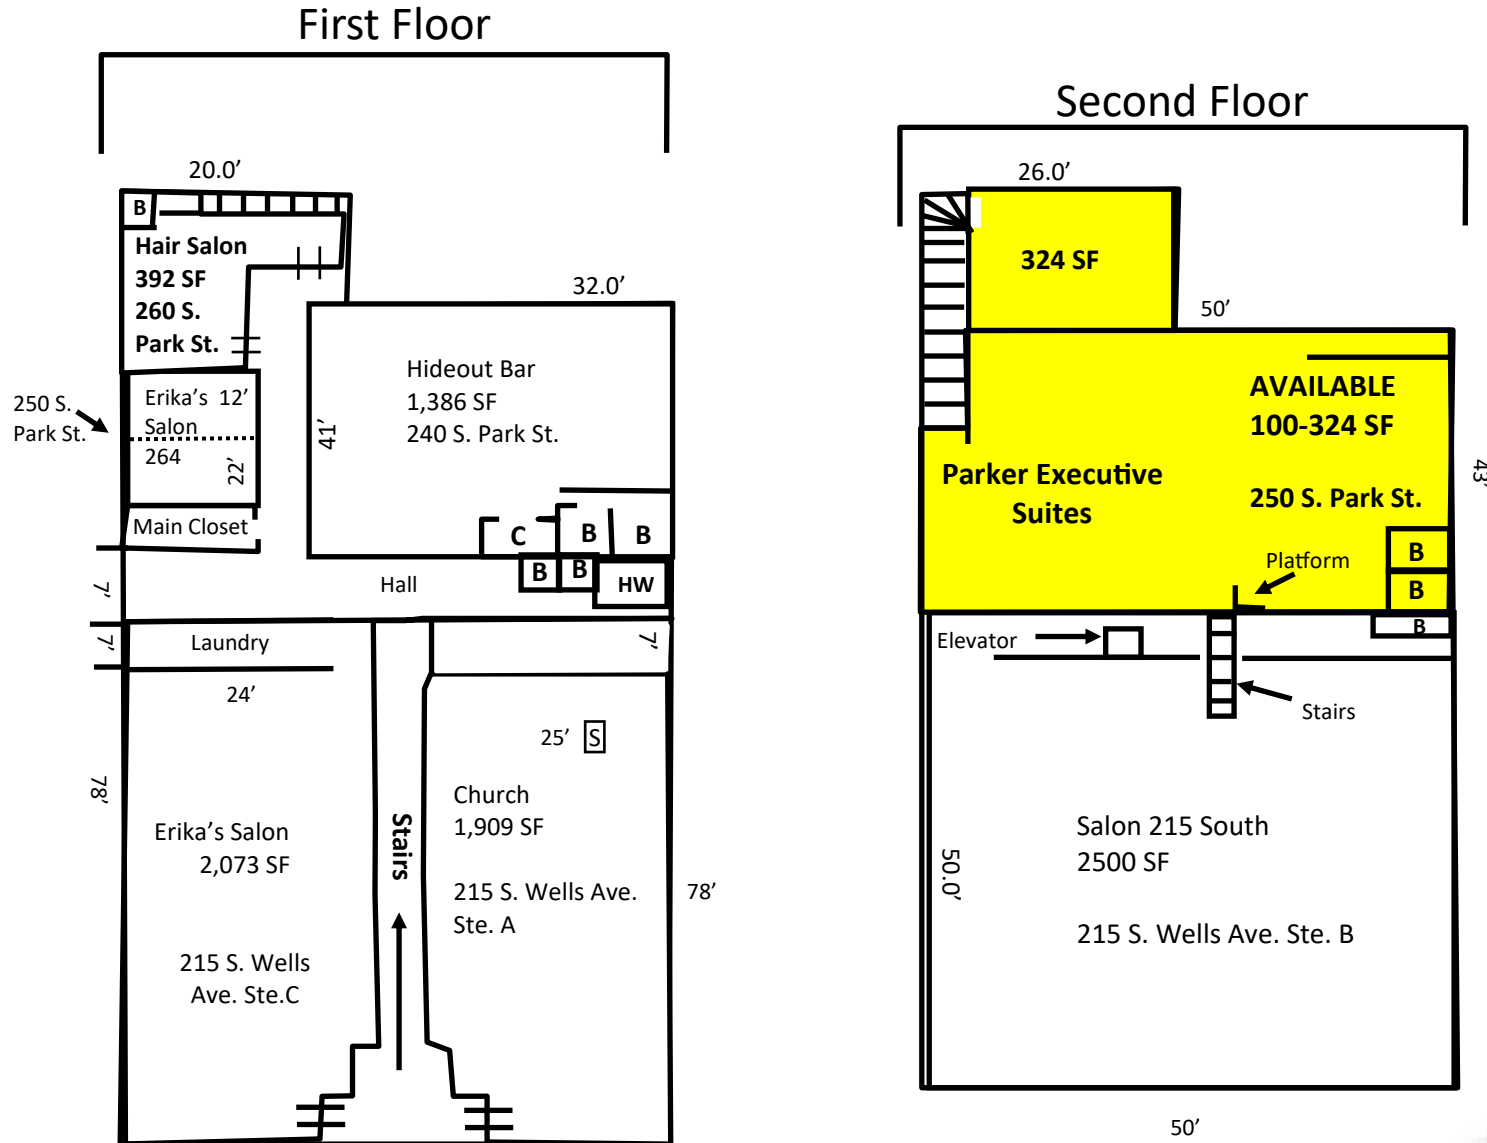 First Floor
20.0’
B
Hair Salon
392 SF
260 S.
Park St.
32.0’
Hideout Bar
1,386 SF
240 S. Park St.
41’
250 S.
Park St.
Erika’s 12’
Salon
264
22’
Main Closet
C
B
B
B
B
HW
7’
Hall
7’
Laundry
7’
24’
25’ S
78’
Stairs
Church
1,909 SF
215 S. Wells Ave.
Ste. A
78’
Erika’s Salon
2,073 SF
215 S. Wells
Ave. Ste.C
Second Floor
26.0’
324 SF
50’
AVAILABLE
100-324 SF
250 S. Park St.
43’
Parker Executive
Suites
B
B
B
Platform
Elevator
Stairs
50.0’
Salon 215 South
2500 SF
215 S. Wells Ave. Ste. B
50’